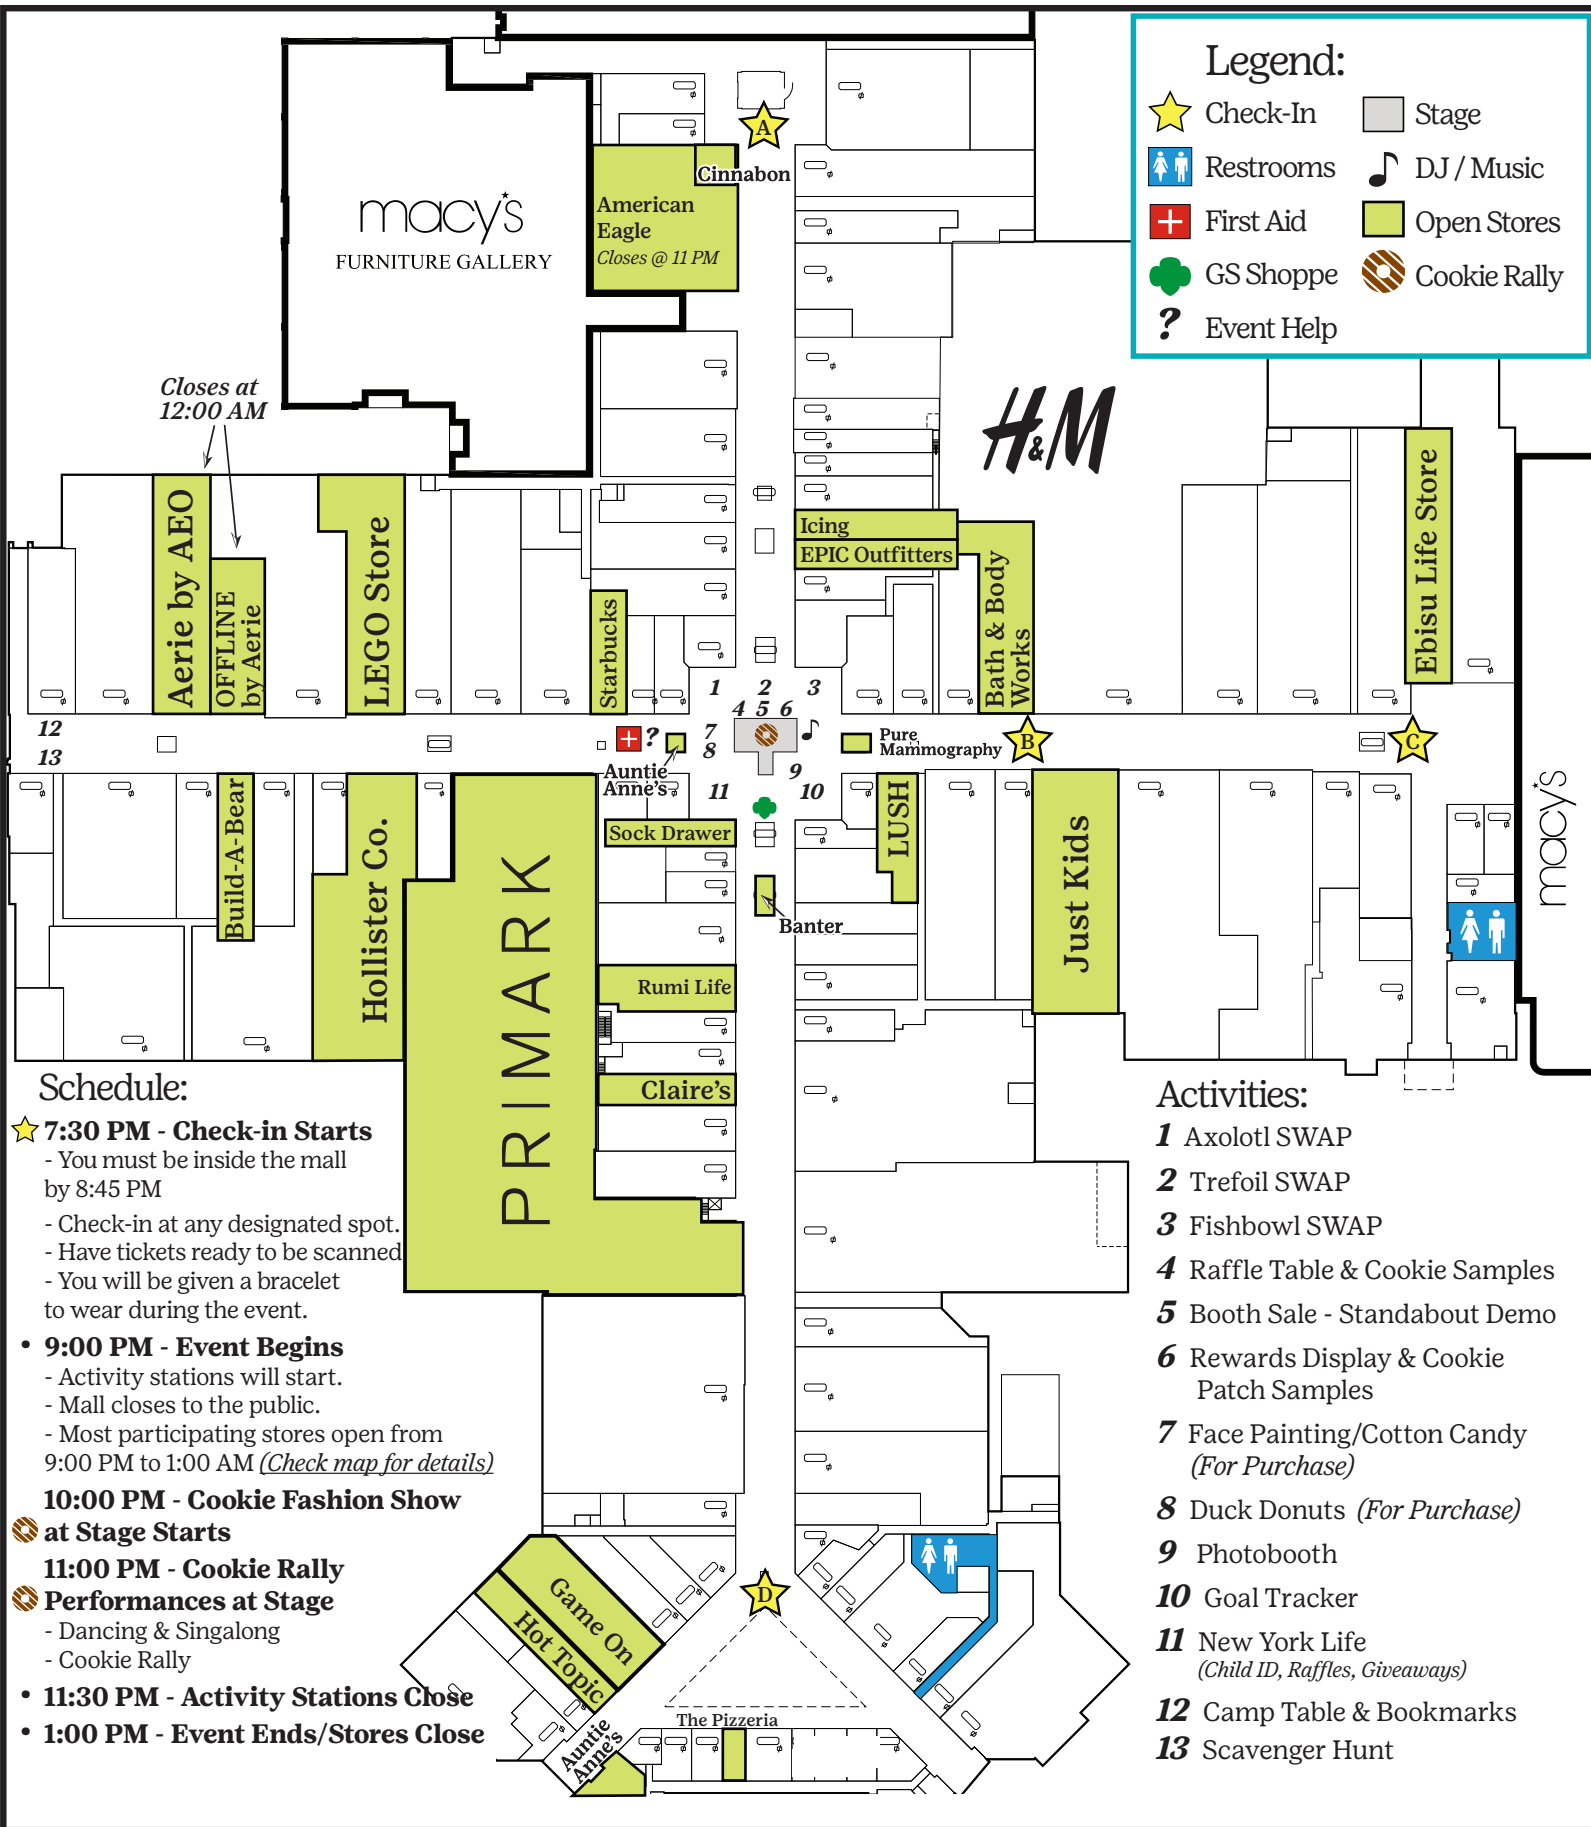 Legend:
Check-In
Stage
Restrooms
DJ / Music
First Aid
Open Stores
GS Shoppe
Cookie Rally
?
Event Help
A
Cinnabon
macy's
FURNITURE GALLERY
American
Eagle
Closes @ 11 PM
Closes at
12:00 AM
H&M
Aerie by AEO
OFFLINE
by Aerie
LEGO Store
Starbucks
Icing
EPIC Outfitters
Bath & Body
Works
Ebisu Life Store
1 2 3
4 5 6
12
13
?
7
8
Auntie
Anne's
Pure
Mammography
B
C
9
11
10
macy's
Build-A-Bear
Hollister Co.
PRIMARK
Sock Drawer
LUSH
Just Kids
Banter
Rumi Life
Claire's
Schedule:
7:30 PM - Check-in Starts
- You must be inside the mall
by 8:45 PM
- Check-in at any designated spot.
- Have tickets ready to be scanned
- You will be given a bracelet
to wear during the event.
• 9:00 PM - Event Begins
- Activity stations will start.
- Mall closes to the public.
- Most participating stores open from
9:00 PM to 1:00 AM (Check map for details)
10:00 PM - Cookie Fashion Show
at Stage Starts
11:00 PM - Cookie Rally
Performances at Stage
- Dancing & Singalong
- Cookie Rally
• 11:30 PM - Activity Stations Close
• 1:00 PM - Event Ends/Stores Close
D
Game On
Hot Topic
The Pizzeria
Auntie
Anne's
Activities:
1 Axolotl SWAP
2 Trefoil SWAP
3 Fishbowl SWAP
4 Raffle Table & Cookie Samples
5 Booth Sale - Standabout Demo
6 Rewards Display & Cookie
Patch Samples
7 Face Painting/Cotton Candy
(For Purchase)
8 Duck Donuts (For Purchase)
9 Photobooth
10 Goal Tracker
11 New York Life
(Child ID, Raffles, Giveaways)
12 Camp Table & Bookmarks
13 Scavenger Hunt